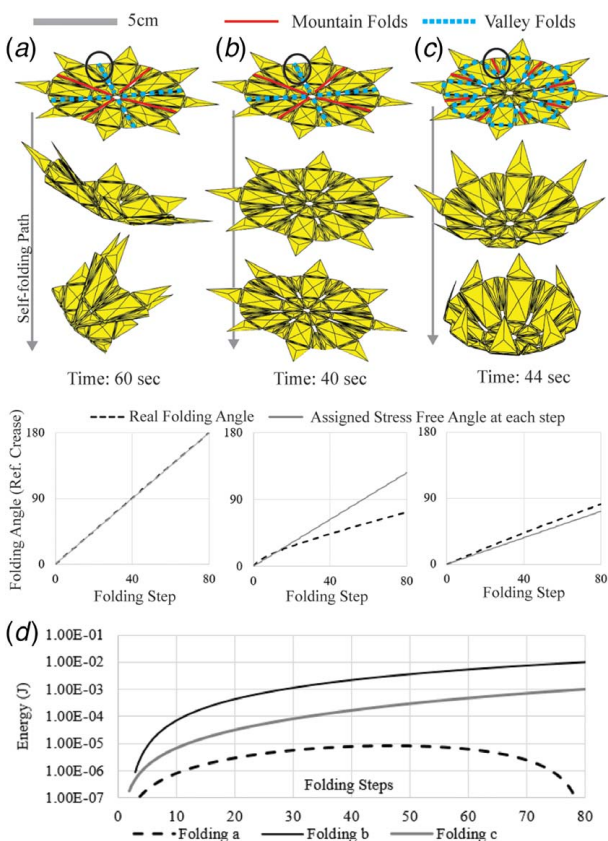 5cm Mountain Folds Valley Folds
(a) (b) (c)
Self-folding Path
Time: 60 sec Time: 40 sec Time: 44 sec
Real Folding Angle Assigned Stress Free Angle at each step
Folding Angle (Ref. Crease)
180 180 180
90 90 90
0 0 0
0 40 80 0 40 80 0 40 80
Folding Step Folding Step Folding Step
(d)
Energy (J)
1.00E-01
1.00E-02
1.00E-03
1.00E-04
1.00E-05
1.00E-06
1.00E-07
Folding Steps
0 10 20 30 40 50 60 70 80
Folding a Folding b Folding c